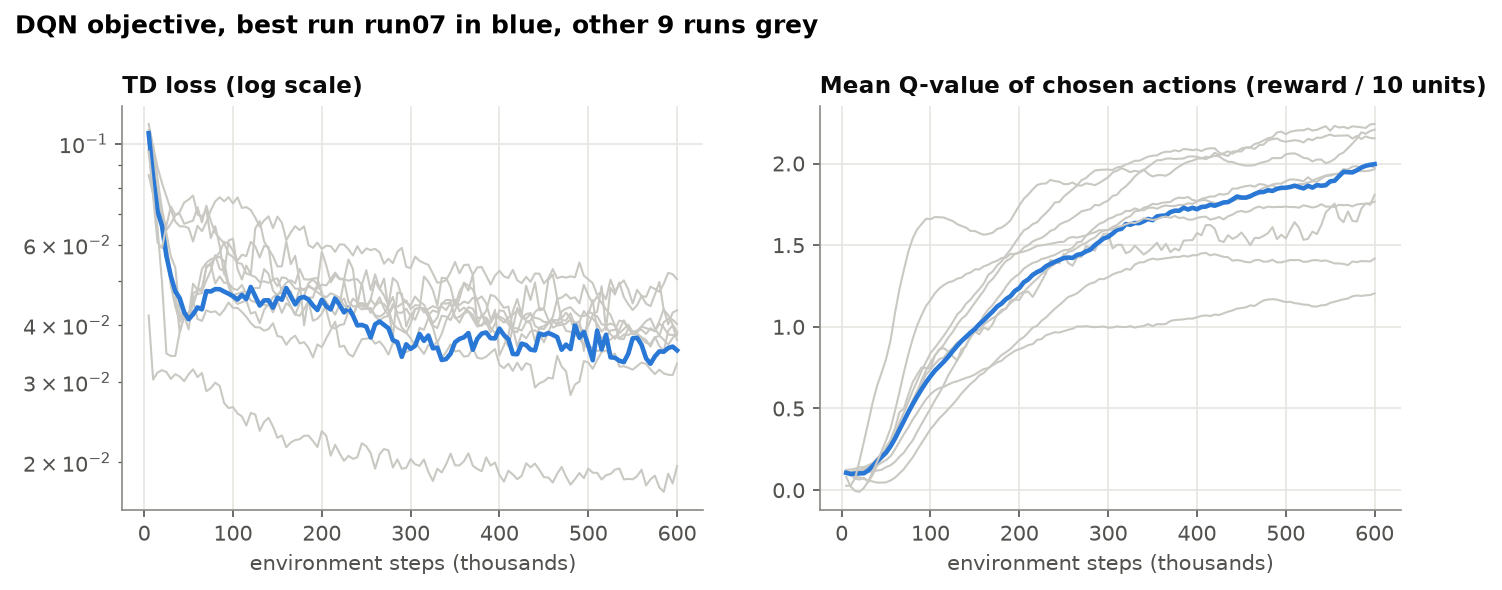 DQN objective, best run run07 in blue, other 9 runs grey
TD loss (log scale)
10⁻¹
6 × 10⁻²
4 × 10⁻²
3 × 10⁻²
2 × 10⁻²
0 100 200 300 400 500 600
environment steps (thousands)
Mean Q-value of chosen actions (reward / 10 units)
2.0
1.5
1.0
0.5
0.0
0 100 200 300 400 500 600
environment steps (thousands)